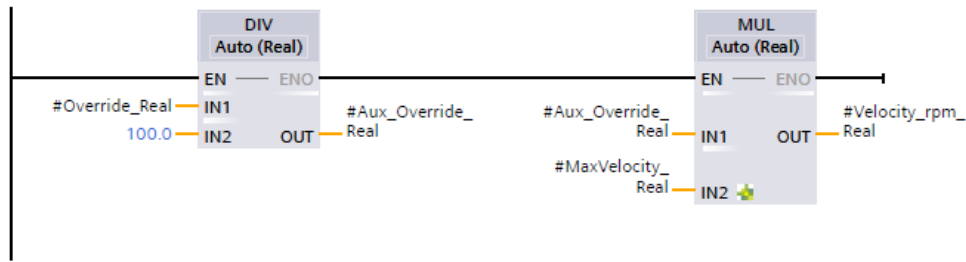 DIV
Auto (Real)
EN
ENO
#Override_Real
IN1
100.0
IN2
OUT
#Aux_Override_
Real
MUL
Auto (Real)
EN
ENO
#Aux_Override_
Real
IN1
OUT
#Velocity_rpm_
Real
#MaxVelocity_
Real
IN2